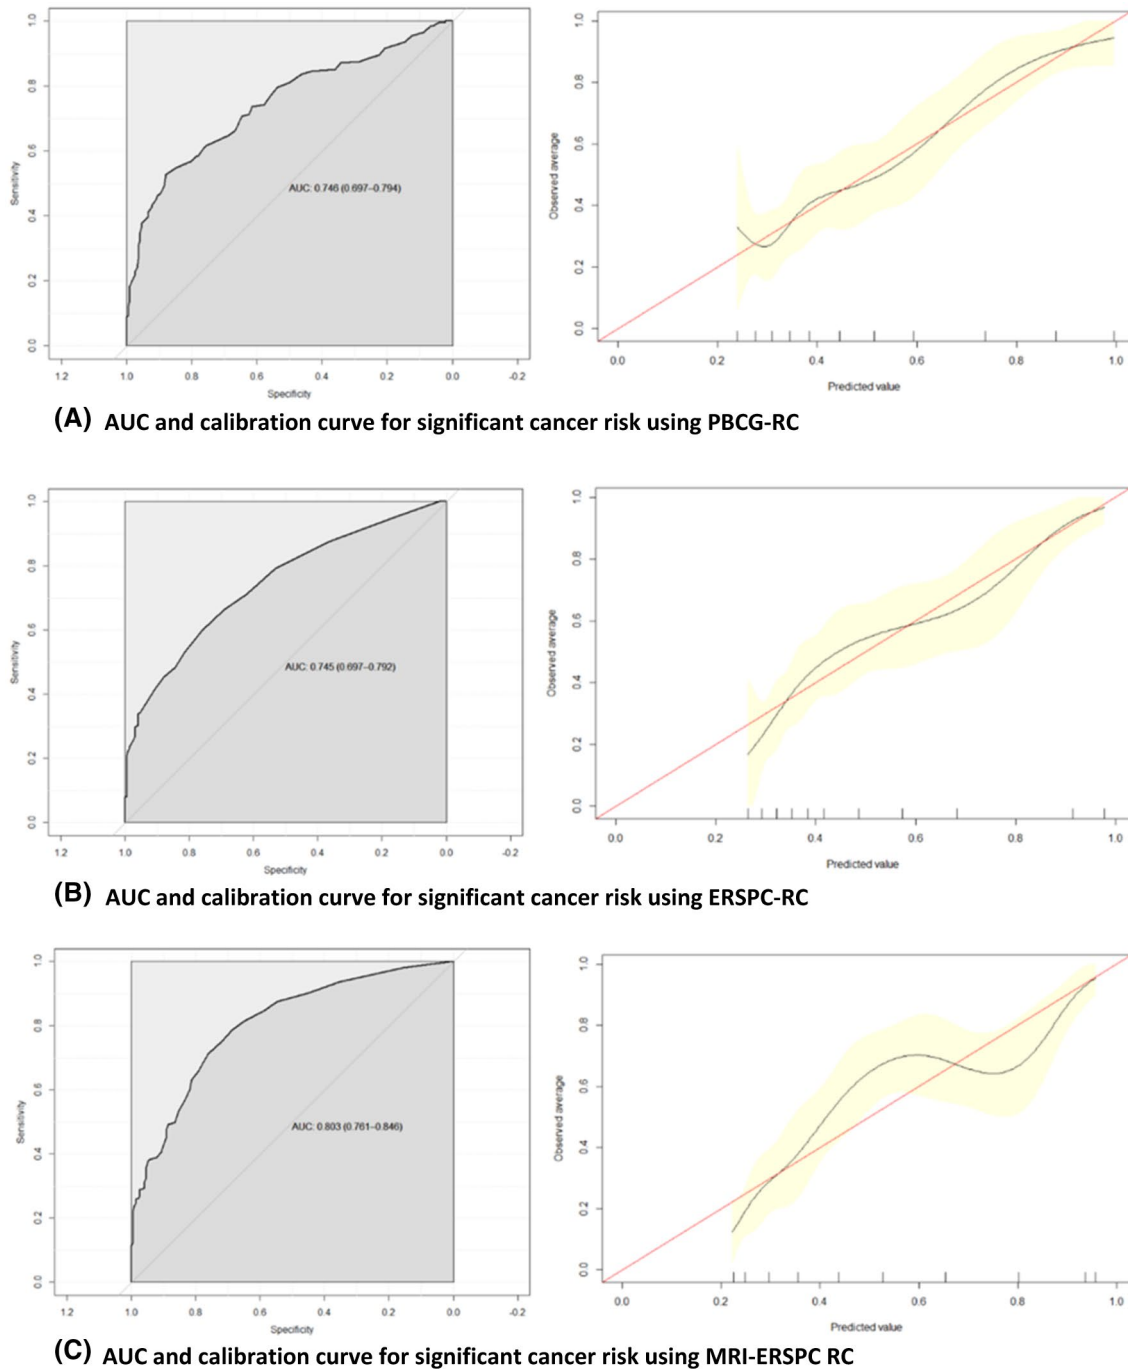 1.0
0.8
0.6
0.4
0.2
0.0
Sensitivity
AUC: 0.746 (0.697–0.794)
1.2 1.0 0.8 0.6 0.4 0.2 0.0 -0.2
Specificity
1.0
0.8
0.6
0.4
0.2
0.0
Observed average
0.0 0.2 0.4 0.6 0.8 1.0
Predicted value
(A) AUC and calibration curve for significant cancer risk using PBCG-RC
1.0
0.8
0.6
0.4
0.2
0.0
Sensitivity
AUC: 0.745 (0.697–0.792)
1.2 1.0 0.8 0.6 0.4 0.2 0.0 -0.2
Specificity
1.0
0.8
0.6
0.4
0.2
0.0
Observed average
0.0 0.2 0.4 0.6 0.8 1.0
Predicted value
(B) AUC and calibration curve for significant cancer risk using ERSPC-RC
1.0
0.8
0.6
0.4
0.2
0.0
Sensitivity
AUC: 0.803 (0.761–0.846)
1.2 1.0 0.8 0.6 0.4 0.2 0.0 -0.2
Specificity
1.0
0.8
0.6
0.4
0.2
0.0
Observed average
0.0 0.2 0.4 0.6 0.8 1.0
Predicted value
(C) AUC and calibration curve for significant cancer risk using MRI-ERSPC RC